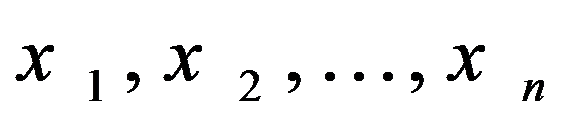 x₁, x₂, …, xₙ